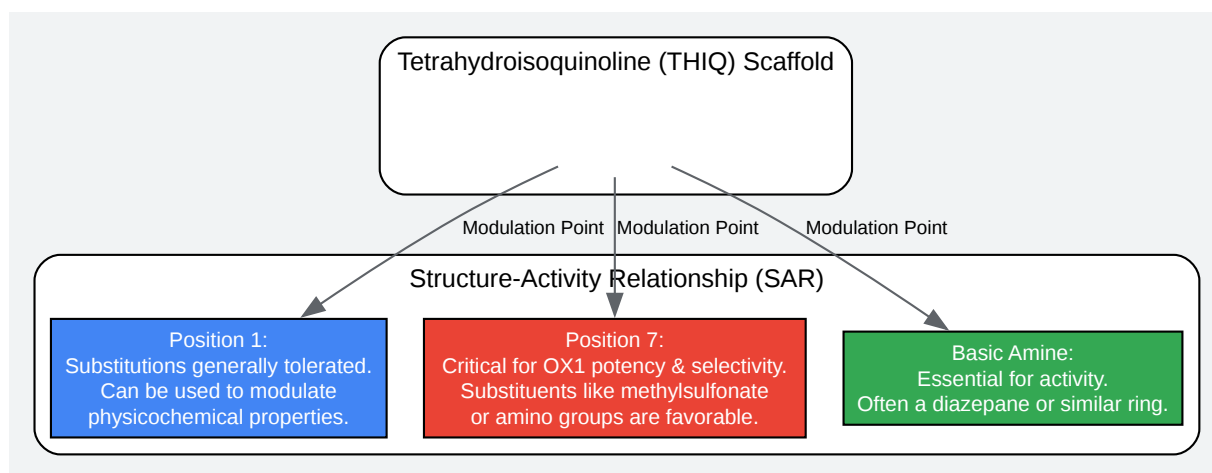 Tetrahydroisoquinoline (THIQ) Scaffold
Modulation Point
Modulation Point
Modulation Point
Structure-Activity Relationship (SAR)
Position 1:
Substitutions generally tolerated.
Can be used to modulate
physicochemical properties.
Position 7:
Critical for OX1 potency & selectivity.
Substituents like methylsulfonate
or amino groups are favorable.
Basic Amine:
Essential for activity.
Often a diazepane or similar ring.